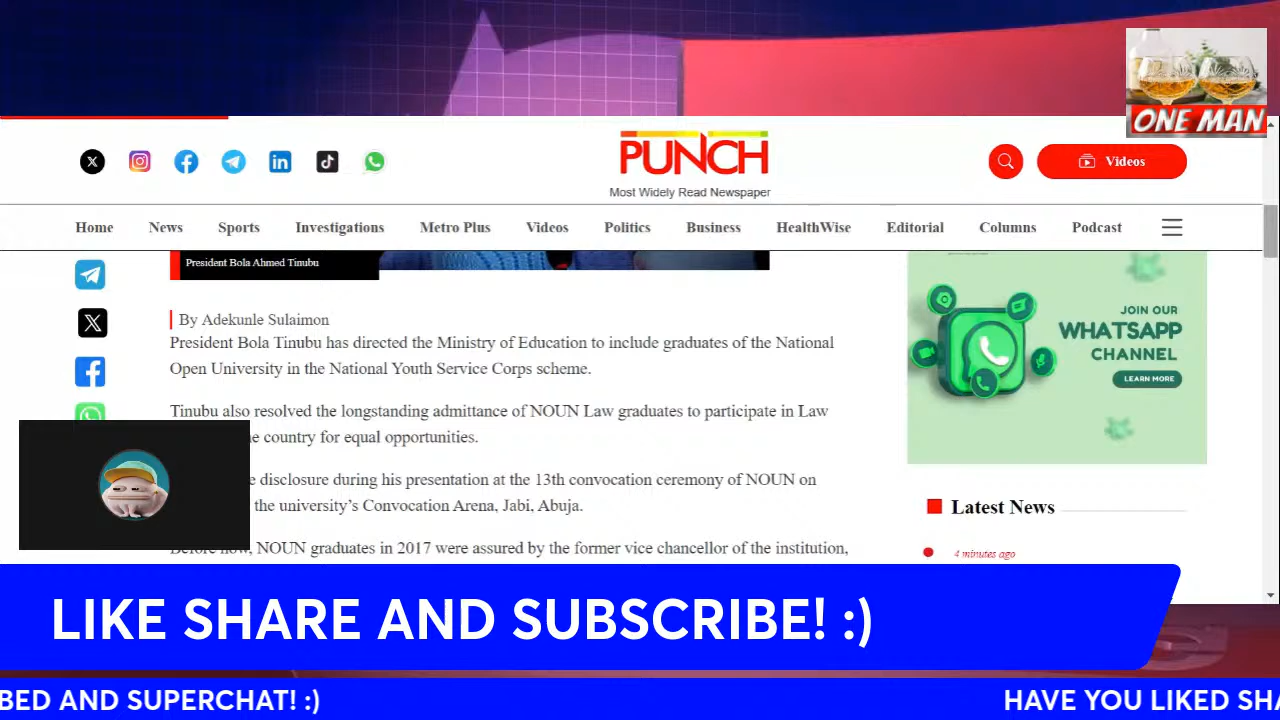 ONE MAN
PUNCH
Most Widely Read Newspaper
Videos
Home News Sports Investigations Metro Plus Videos Politics Business HealthWise Editorial Columns Podcast
President Bola Ahmed Tinubu
By Adekunle Sulaimon
President Bola Tinubu has directed the Ministry of Education to include graduates of the National
Open University in the National Youth Service Corps scheme.
Tinubu also resolved the longstanding admittance of NOUN Law graduates to participate in Law
country for equal opportunities.
disclosure during his presentation at the 13th convocation ceremony of NOUN on
the university’s Convocation Arena, Jabi, Abuja.
Before now, NOUN graduates in 2017 were assured by the former vice chancellor of the institution,
JOIN OUR
WHATSAPP
CHANNEL
LEARN MORE
Latest News
4 minutes ago
LIKE SHARE AND SUBSCRIBE! :)
BED AND SUPERCHAT! :)
HAVE YOU LIKED SHA